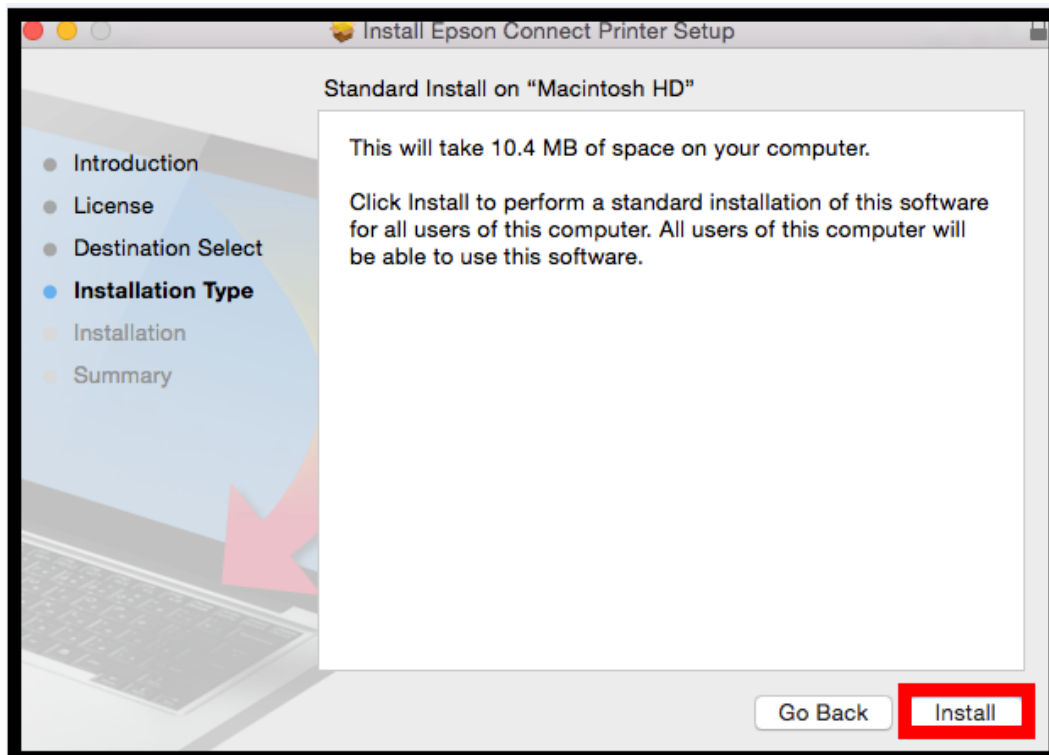 Install Epson Connect Printer Setup
Standard Install on “Macintosh HD”
Introduction
License
Destination Select
Installation Type
Installation
Summary
This will take 10.4 MB of space on your computer.
Click Install to perform a standard installation of this software
for all users of this computer. All users of this computer will
be able to use this software.
Go Back
Install